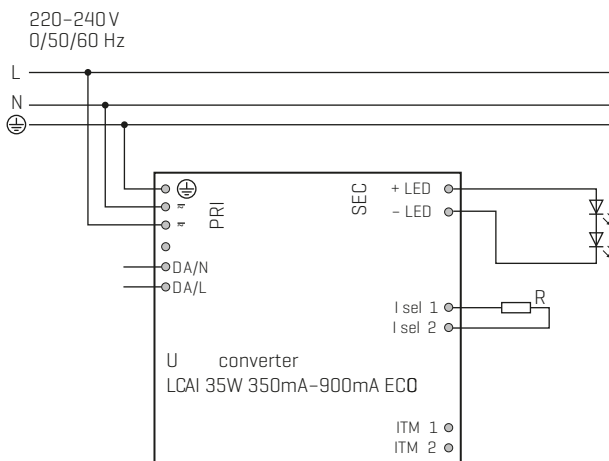 220–240 V
0/50/60 Hz
L
N
PRI
SEC
+ LED
– LED
DA/N
DA/L
I sel 1
R
I sel 2
U converter
LCAI 35W 350mA–900mA ECO
ITM 1
ITM 2